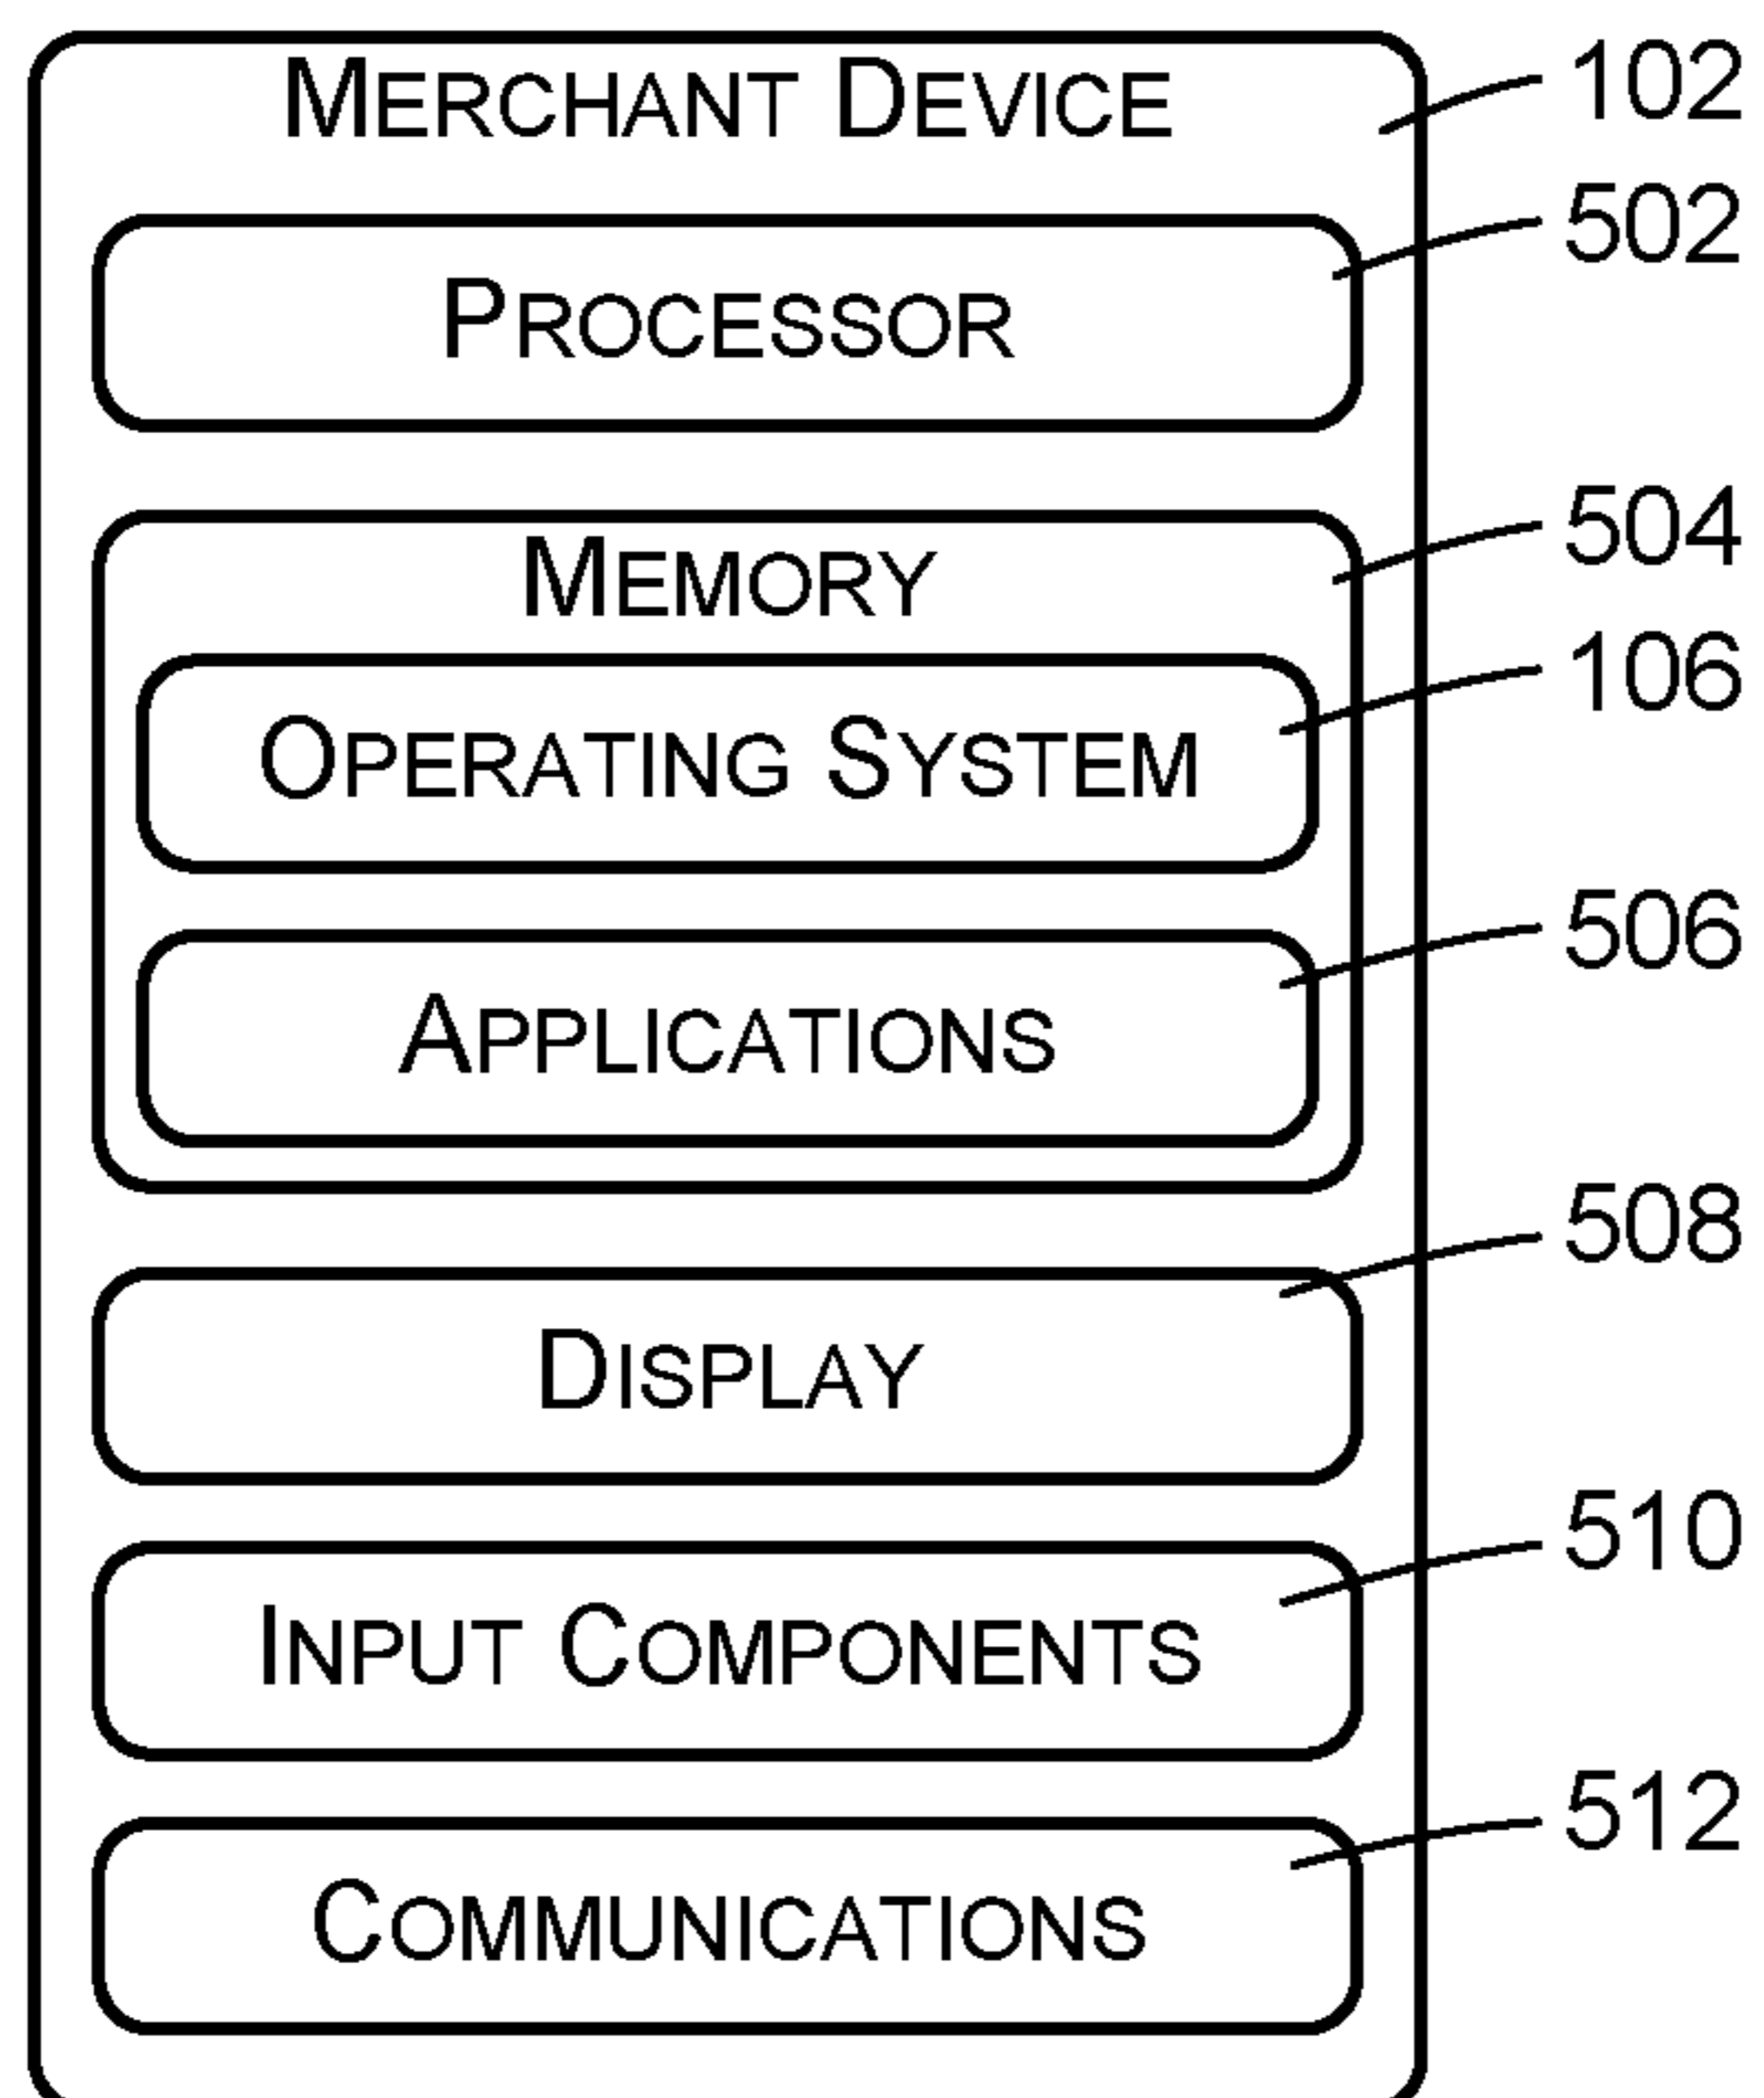 MERCHANT DEVICE 102
502
PROCESSOR
504
MEMORY
106
OPERATING SYSTEM
506
APPLICATIONS
508
DISPLAY
510
INPUT COMPONENTS
512
COMMUNICATIONS